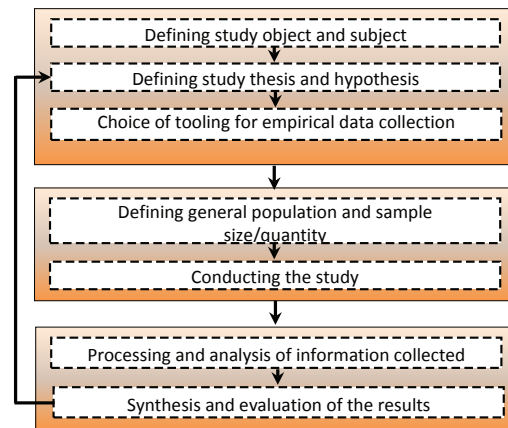 Defining study object and subject
Defining study thesis and hypothesis
Choice of tooling for empirical data collection
Defining general population and sample
size/quantity
Conducting the study
Processing and analysis of information collected
Synthesis and evaluation of the results